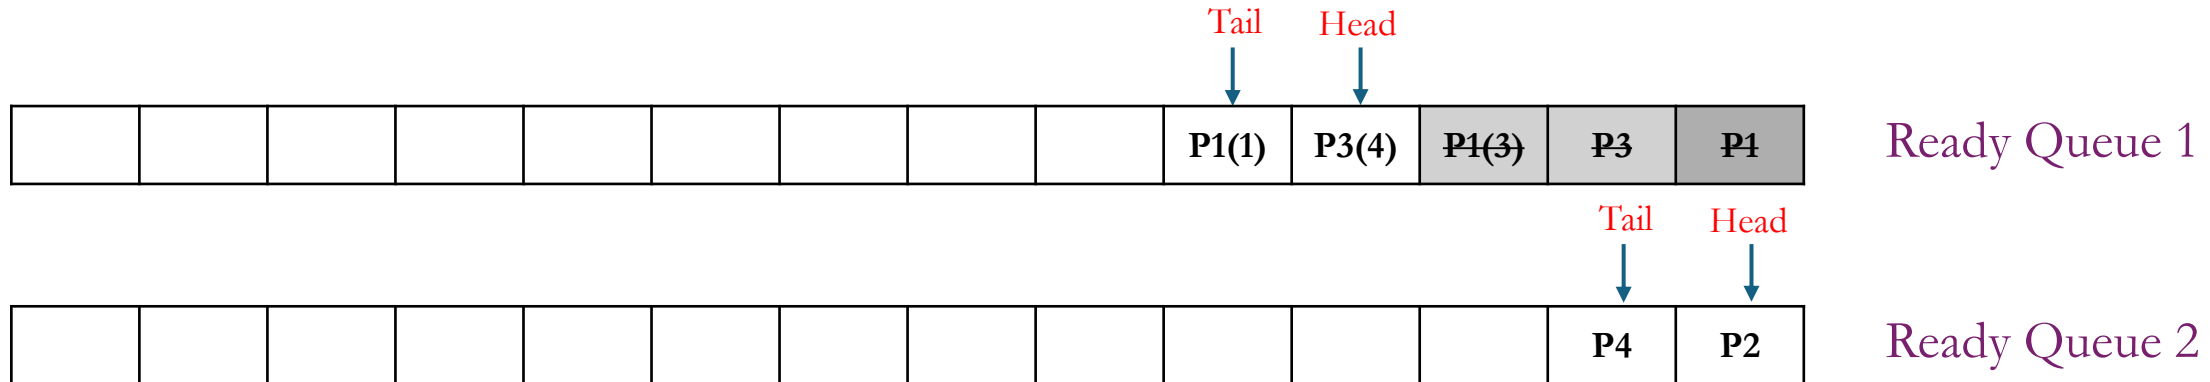 Tail Head
P1(1) P3(4) P1(3) P3 P1 Ready Queue 1
Tail Head
P4 P2 Ready Queue 2